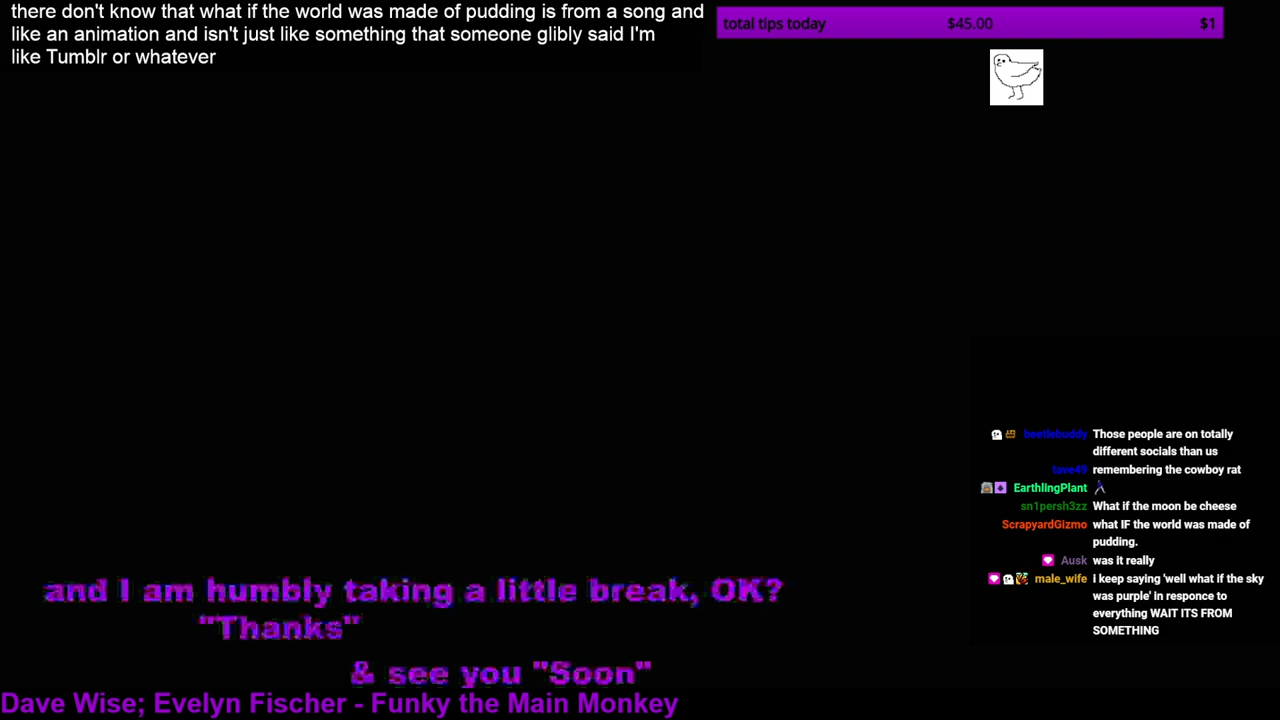 there don't know that what if the world was made of pudding is from a song and
like an animation and isn't just like something that someone glibly said I'm
like Tumblr or whatever
total tips today $45.00 $1
beetlebuddy Those people are on totally
different socials than us
tave49 remembering the cowboy rat
EarthlingPlant
sn1persh3zz What if the moon be cheese
ScrapyardGizmo what IF the world was made of
pudding.
Ausk was it really
male_wife i keep saying 'well what if the sky
was purple' in responce to
everything WAIT ITS FROM
SOMETHING
and I am humbly taking a little break, OK?
"Thanks"
& see you "Soon"
Dave Wise; Evelyn Fischer - Funky the Main Monkey